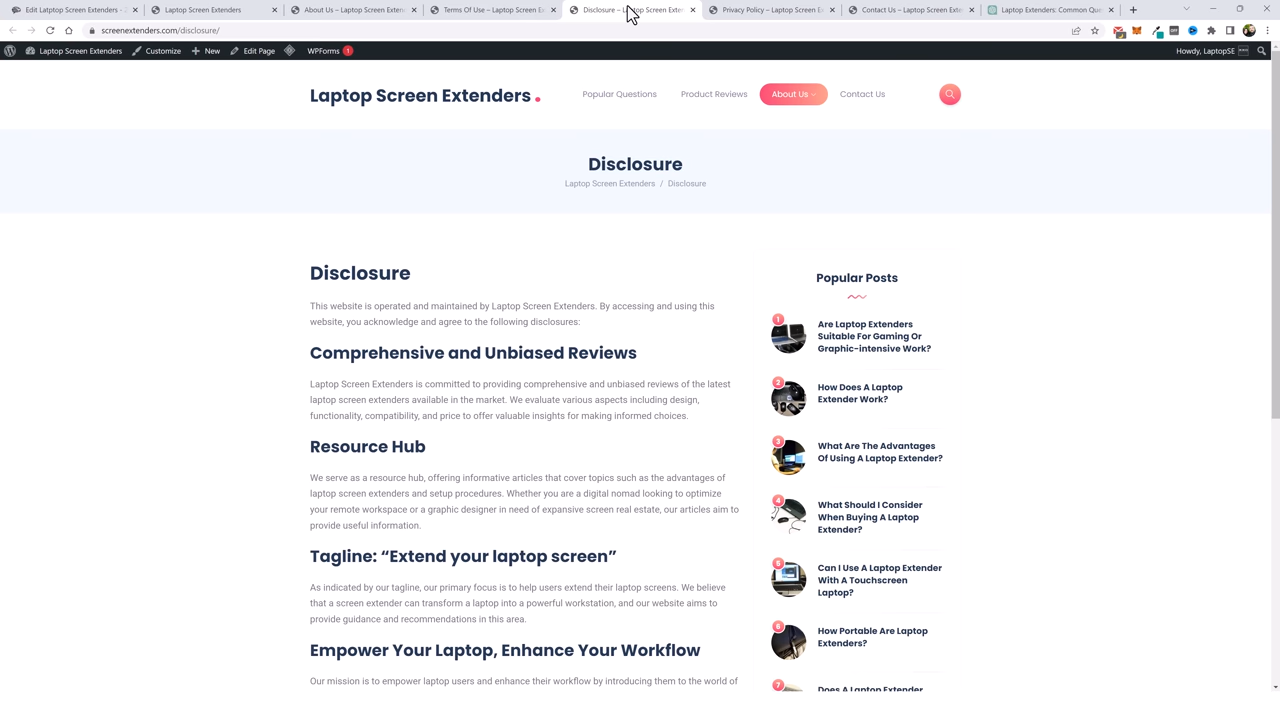 Edit Laptop Screen Extenders -
Laptop Screen Extenders
About Us – Laptop Screen Exten
Terms Of Use – Laptop Screen Ex
Disclosure – Laptop Screen Exten
Privacy Policy – Laptop Screen Ex
Contact Us – Laptop Screen Exte
Laptop Extenders: Common Que
screenextenders.com/disclosure/
Laptop Screen Extenders
Customize
New
Edit Page
WPForms 1
Howdy, LaptopSE
Laptop Screen Extenders .
Popular Questions
Product Reviews
About Us
Contact Us
Disclosure
Laptop Screen Extenders / Disclosure
Disclosure
This website is operated and maintained by Laptop Screen Extenders. By accessing and using this
website, you acknowledge and agree to the following disclosures:
Comprehensive and Unbiased Reviews
Laptop Screen Extenders is committed to providing comprehensive and unbiased reviews of the latest
laptop screen extenders available in the market. We evaluate various aspects including design,
functionality, compatibility, and price to offer valuable insights for making informed choices.
Resource Hub
We serve as a resource hub, offering informative articles that cover topics such as the advantages of
laptop screen extenders and setup procedures. Whether you are a digital nomad looking to optimize
your remote workspace or a graphic designer in need of expansive screen real estate, our articles aim to
provide useful information.
Tagline: “Extend your laptop screen”
As indicated by our tagline, our primary focus is to help users extend their laptop screens. We believe
that a screen extender can transform a laptop into a powerful workstation, and our website aims to
provide guidance and recommendations in this area.
Empower Your Laptop, Enhance Your Workflow
Our mission is to empower laptop users and enhance their workflow by introducing them to the world of
Popular Posts
1
Are Laptop Extenders
Suitable For Gaming Or
Graphic-intensive Work?
2
How Does A Laptop
Extender Work?
3
What Are The Advantages
Of Using A Laptop Extender?
4
What Should I Consider
When Buying A Laptop
Extender?
5
Can I Use A Laptop Extender
With A Touchscreen
Laptop?
6
How Portable Are Laptop
Extenders?
7
Does A Laptop Extender